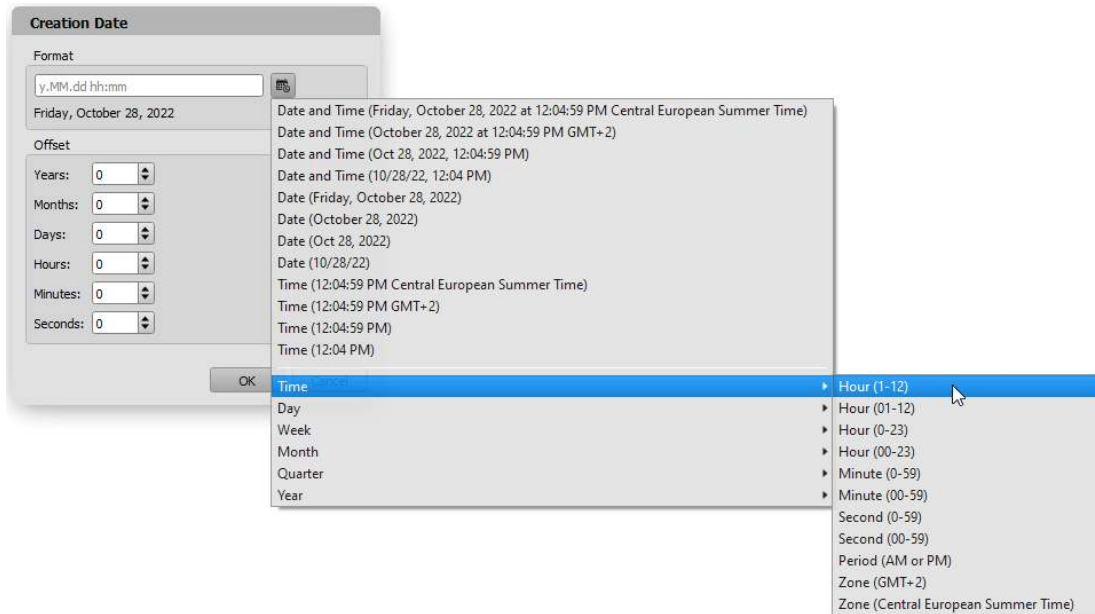 Creation Date
Format
y.MM.dd hh:mm
Friday, October 28, 2022
Offset
Years: 0
Months: 0
Days: 0
Hours: 0
Minutes: 0
Seconds: 0
OK
Cancel
Date and Time (Friday, October 28, 2022 at 12:04:59 PM Central European Summer Time)
Date and Time (October 28, 2022 at 12:04:59 PM GMT+2)
Date and Time (Oct 28, 2022, 12:04:59 PM)
Date and Time (10/28/22, 12:04 PM)
Date (Friday, October 28, 2022)
Date (October 28, 2022)
Date (Oct 28, 2022)
Date (10/28/22)
Time (12:04:59 PM Central European Summer Time)
Time (12:04:59 PM GMT+2)
Time (12:04:59 PM)
Time (12:04 PM)
Time
Day
Week
Month
Quarter
Year
Hour (1-12)
Hour (01-12)
Hour (0-23)
Hour (00-23)
Minute (0-59)
Minute (00-59)
Second (0-59)
Second (00-59)
Period (AM or PM)
Zone (GMT+2)
Zone (Central European Summer Time)